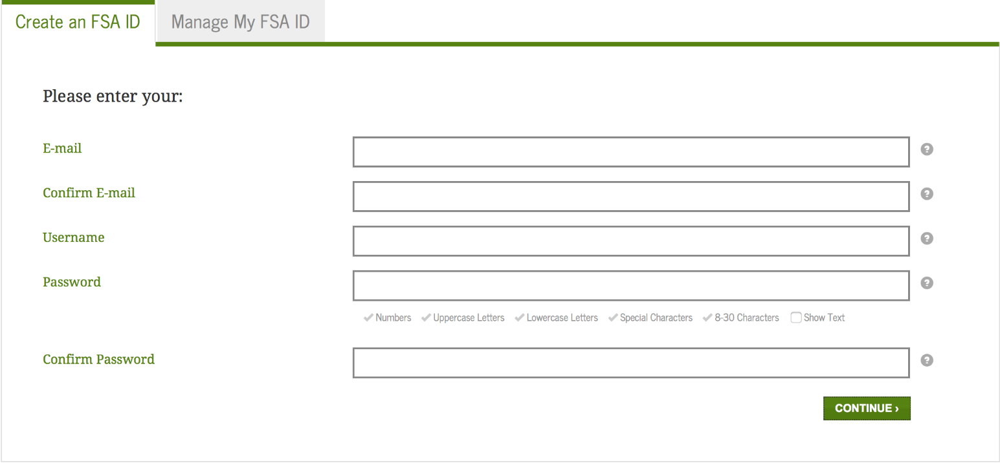 Create an FSA ID Manage My FSA ID
Please enter your:
E-mail
?
Confirm E-mail
?
Username
?
Password
?
Numbers Uppercase Letters Lowercase Letters Special Characters 8-30 Characters Show Text
Confirm Password
?
CONTINUE ›